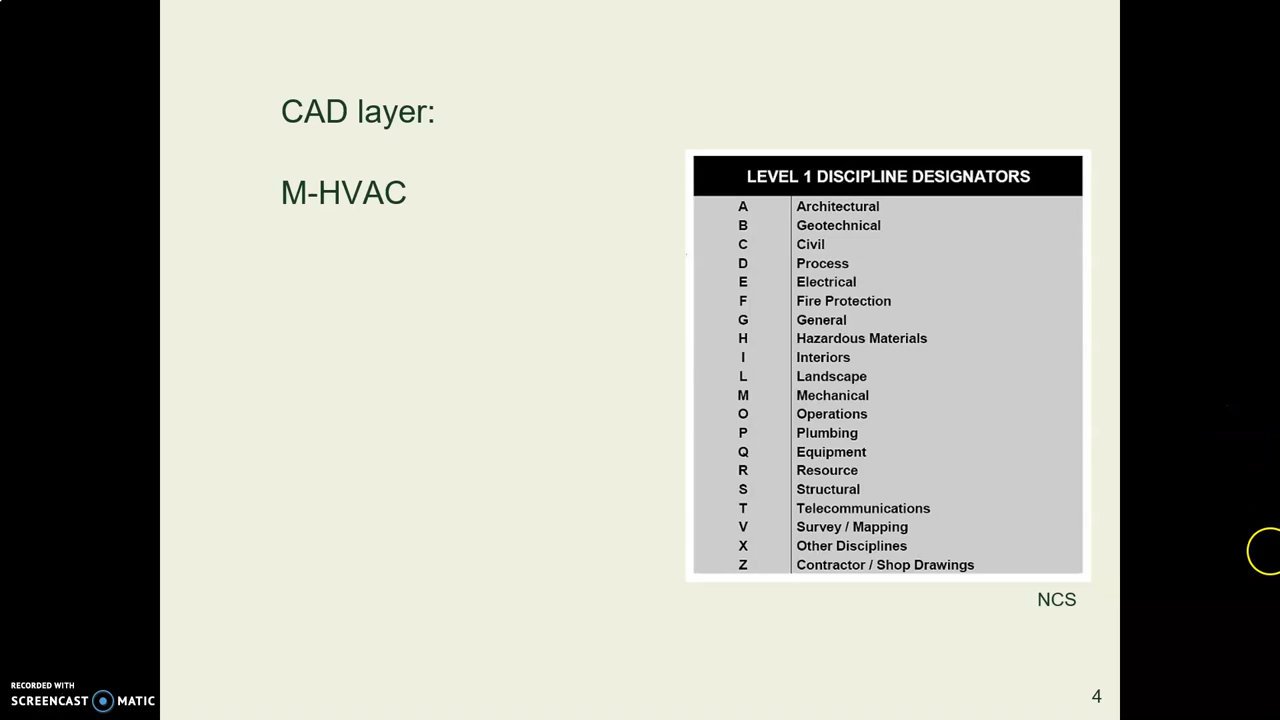 CAD layer:
M-HVAC
LEVEL 1 DISCIPLINE DESIGNATORS
A Architectural
B Geotechnical
C Civil
D Process
E Electrical
F Fire Protection
G General
H Hazardous Materials
I Interiors
L Landscape
M Mechanical
O Operations
P Plumbing
Q Equipment
R Resource
S Structural
T Telecommunications
V Survey / Mapping
X Other Disciplines
Z Contractor / Shop Drawings
NCS
4
RECORDED WITH
SCREENCAST MATIC